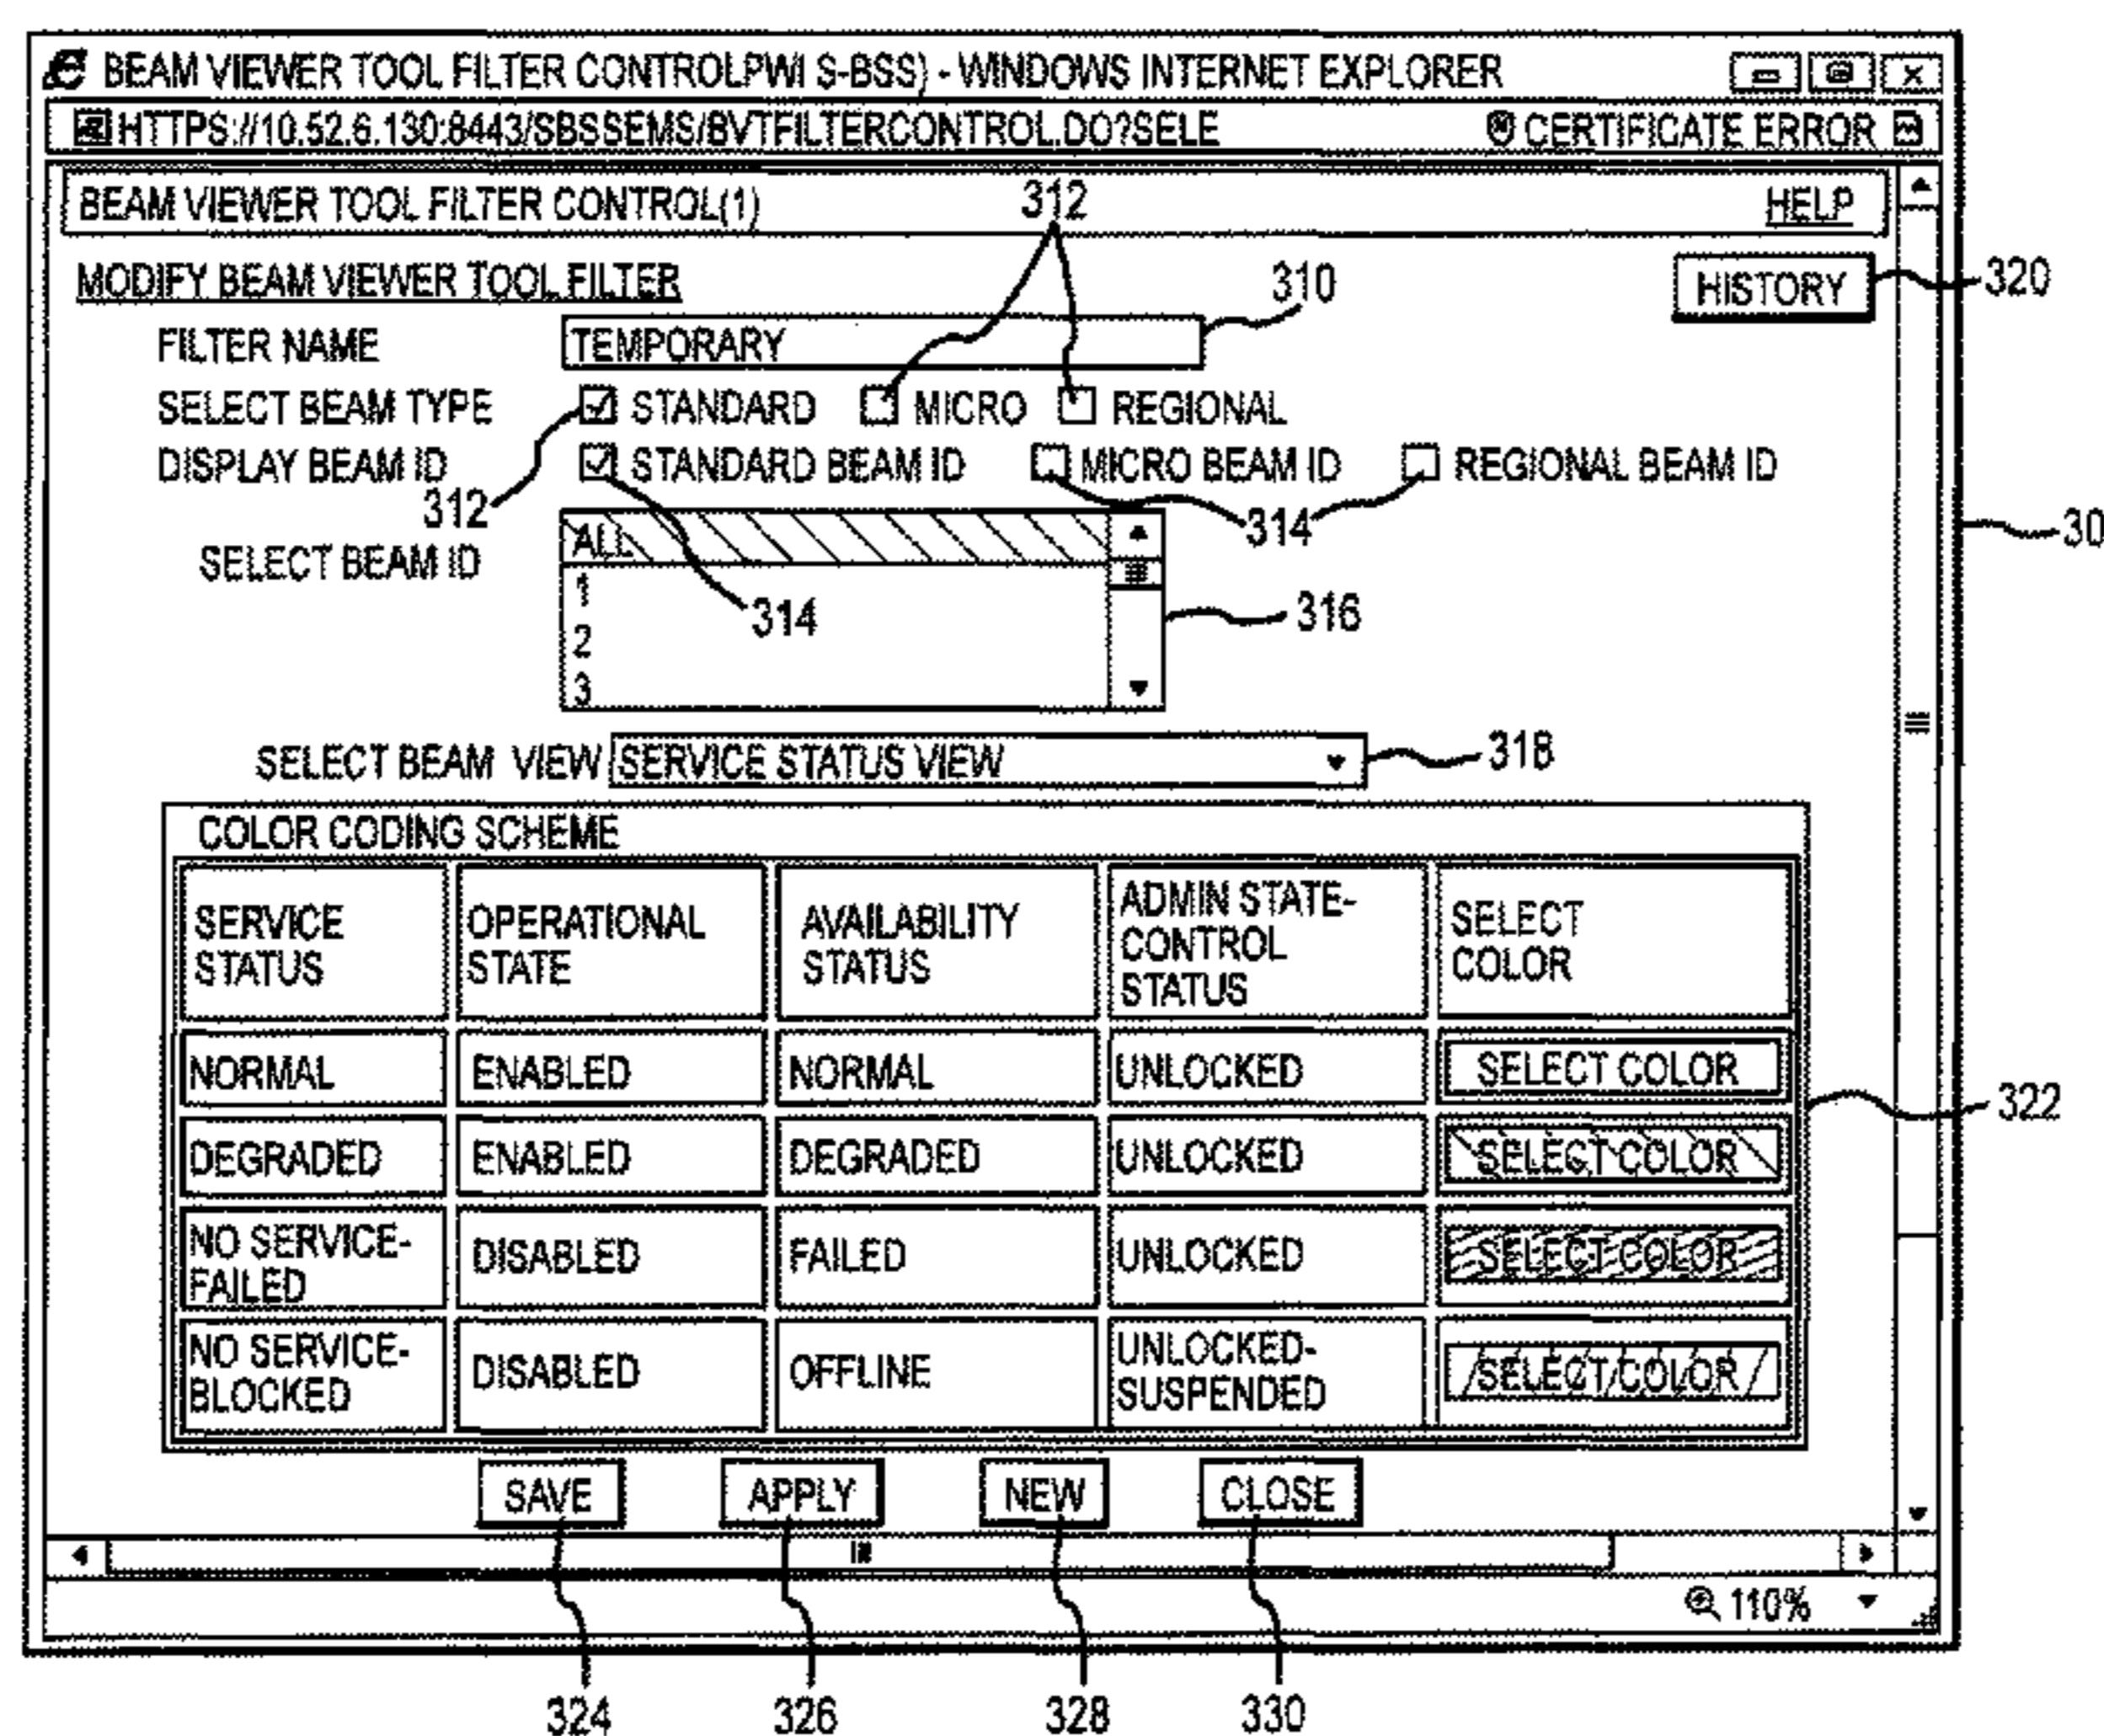 BEAM VIEWER TOOL FILTER CONTROLPWI S-BSS) - WINDOWS INTERNET EXPLORER
HTTPS://10.52.6.130:8443/SBSSEMS/BVTFILTERCONTROL.DO?SELE CERTIFICATE ERROR
BEAM VIEWER TOOL FILTER CONTROL(1) 312 HELP
MODIFY BEAM VIEWER TOOL FILTER 310 HISTORY 320
FILTER NAME TEMPORARY
SELECT BEAM TYPE STANDARD MICRO REGIONAL
DISPLAY BEAM ID STANDARD BEAM ID MICRO BEAM ID REGIONAL BEAM ID
312 314 30
SELECT BEAM ID ALL
1
314 316
2
3
SELECT BEAM VIEW SERVICE STATUS VIEW 318
COLOR CODING SCHEME
SERVICE STATUS OPERATIONAL STATE AVAILABILITY STATUS ADMIN STATE-CONTROL STATUS SELECT COLOR
NORMAL ENABLED NORMAL UNLOCKED SELECT COLOR
322
DEGRADED ENABLED DEGRADED UNLOCKED SELECT COLOR
NO SERVICE-FAILED DISABLED FAILED UNLOCKED SELECT COLOR
NO SERVICE-BLOCKED DISABLED OFFLINE UNLOCKED-SUSPENDED SELECT COLOR
SAVE APPLY NEW CLOSE
110%
324 326 328 330